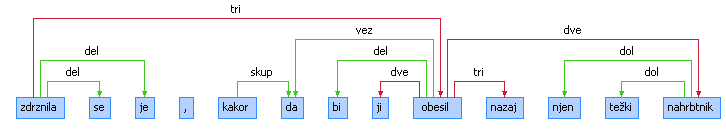 tri
vez dve
del skup del dol
del dve tri dol
zdrznila se je , kakor da bi ji obesil nazaj njen težki nahrbtnik